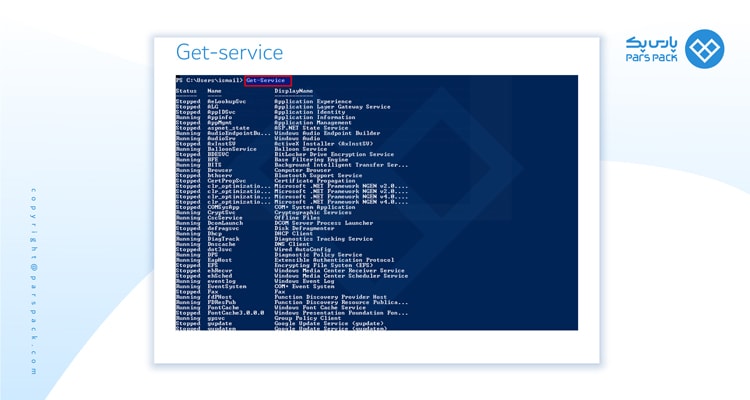 Get-service
پارس پک
PARS PACK
PS C:\Users\ismail> Get-Service
Status Name DisplayName
Stopped AeLookupSvc Application Experience
Stopped ALG Application Layer Gateway Service
Stopped AppIDSvc Application Identity
Running Appinfo Application Information
Stopped AppMgmt Application Management
Stopped aspnet_state ASP.NET State Service
Running AudioEndpointBu... Windows Audio Endpoint Builder
Running AudioSrv Windows Audio
Stopped AxInstSV ActiveX Installer (AxInstSV)
Running BalloonService Balloon Service
Stopped BDESVC BitLocker Drive Encryption Service
Running BFE Base Filtering Engine
Running BITS Background Intelligent Transfer Ser...
Running Browser Computer Browser
Stopped bthserv Bluetooth Support Service
Stopped CertPropSvc Certificate Propagation
Stopped clr_optimizatio... Microsoft .NET Framework NGEN v2.0....
Stopped clr_optimizatio... Microsoft .NET Framework NGEN v2.0....
Stopped clr_optimizatio... Microsoft .NET Framework NGEN v4.0....
Stopped clr_optimizatio... Microsoft .NET Framework NGEN v4.0....
Stopped COMSysApp COM+ System Application
Running CryptSvc Cryptographic Services
Running CscService Offline Files
Running DcomLaunch DCOM Server Process Launcher
Stopped defragsvc Disk Defragmenter
Running Dhcp DHCP Client
Running DiagTrack Diagnostics Tracking Service
Running Dnscache DNS Client
Stopped dot3svc Wired AutoConfig
Running DPS Diagnostic Policy Service
Running EapHost Extensible Authentication Protocol
Stopped EFS Encrypting File System (EFS)
Stopped ehRecvr Windows Media Center Receiver Service
Stopped ehSched Windows Media Center Scheduler Service
Running eventlog Windows Event Log
Running EventSystem COM+ Event System
Stopped Fax Fax
Running fdPHost Function Discovery Provider Host
Running FDResPub Function Discovery Resource Publica...
Running FontCache Windows Font Cache Service
Stopped FontCache3.0.0.0 Windows Presentation Foundation Fon...
Running gpsvc Group Policy Client
Stopped gupdate Google Update Service (gupdate)
Stopped gupdatem Google Update Service (gupdatem)
copyright@parspack.com